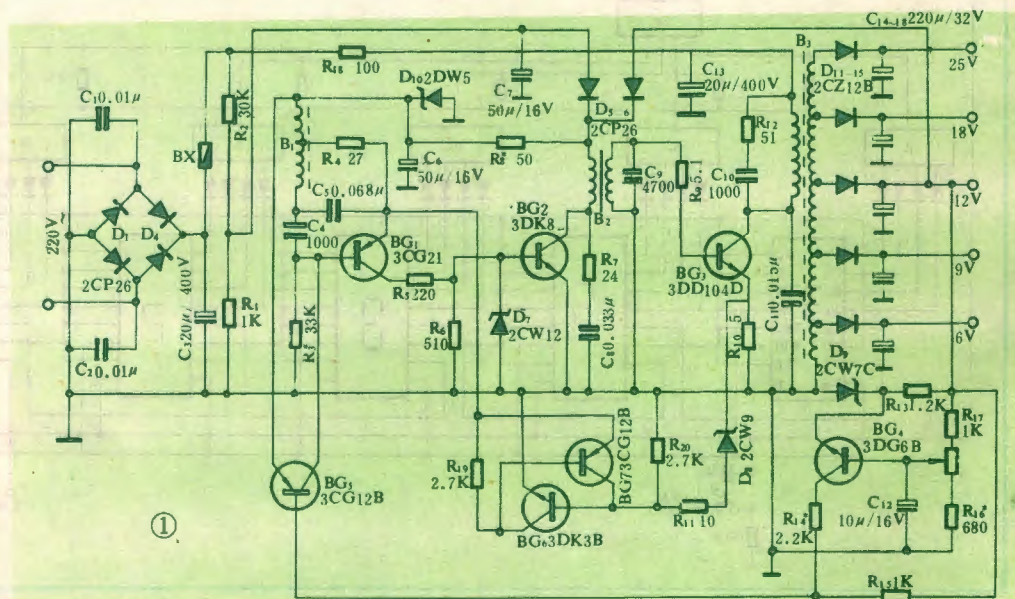 C₁₄₋₁₈220μ/32V
B₃
25V
R₁₈ 100
D₁₀2DW5
C₇
50μ/16V
C₁₃
20μ/400V
D₁₁₋₁₅
2CZ12B
C₁0.01μ
R₂ 30K
D₅₋₆
2CP26
R₁₂
51
18V
BX
B₁
R₄ 27
C₆
50μ/16V
R₈* 50
C₉
4700
R₉ 5.1
C₁₀
1000
12V
C₅0.068μ
BG2
3DK8
B₂
220V~
D₁
D₄
2CP26
C₄
1000
BG₁
3CG21
R₇
24
BG₃
3DD104D
C₁₁0.015μ
9V
C₃20μ/400V
R₁
1K
R₅220
D₇
2CW12
R₃* 33K
R₆
510
C₈0.033μ
R₁₀ 5
6V
C₂0.01μ
D₉
2CW7C
R₁₃1.2K
BG₄
3DG6B
R₁₇
1K
BG₅
3CG12B
R₁₉
2.7K
BG73CG12B
R₂₀
2.7K
D₈ 2CW9
①
BG₆3DK3B
R₁₁10
R₁₄*
2.2K
C₁₂
10μ/16V
R₁₆*
680
R₁₅1K